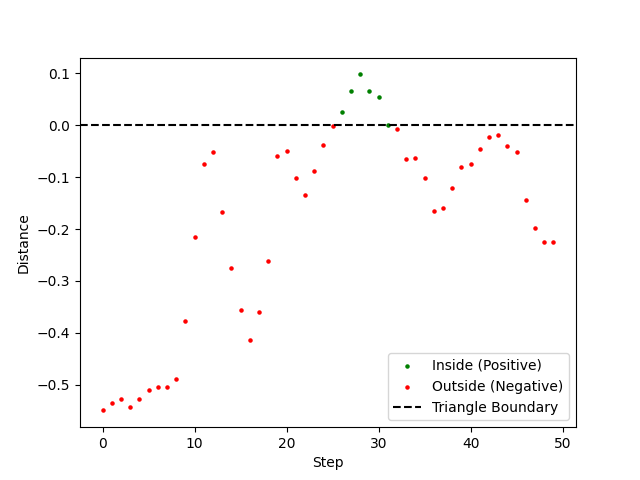 0.1
0.0
−0.1
−0.2
−0.3
−0.4
−0.5
Distance
0 10 20 30 40 50
Step
Inside (Positive)
Outside (Negative)
Triangle Boundary